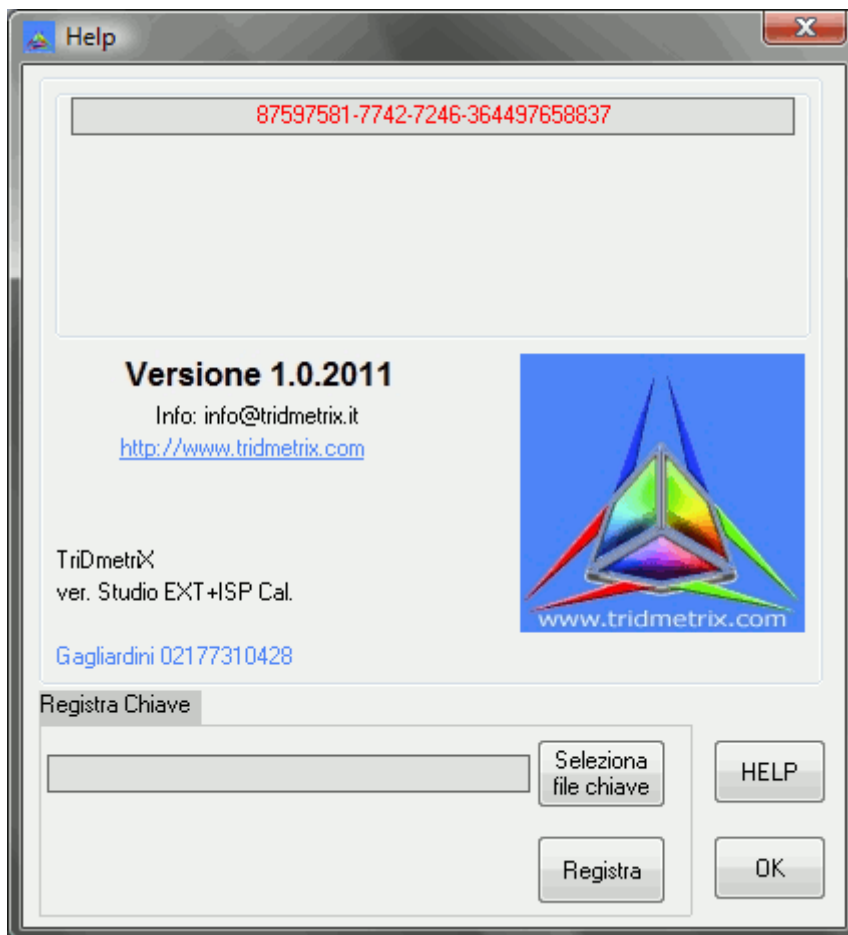 Help
87597581-7742-7246-364497658837
Versione 1.0.2011
Info: info@tridmetrix.it
http://www.tridmetrix.com
TriDmetriX
ver. Studio EXT+ISP Cal.
www.tridmetrix.com
Gagliardini 02177310428
Registra Chiave
Seleziona
file chiave
HELP
Registra
OK